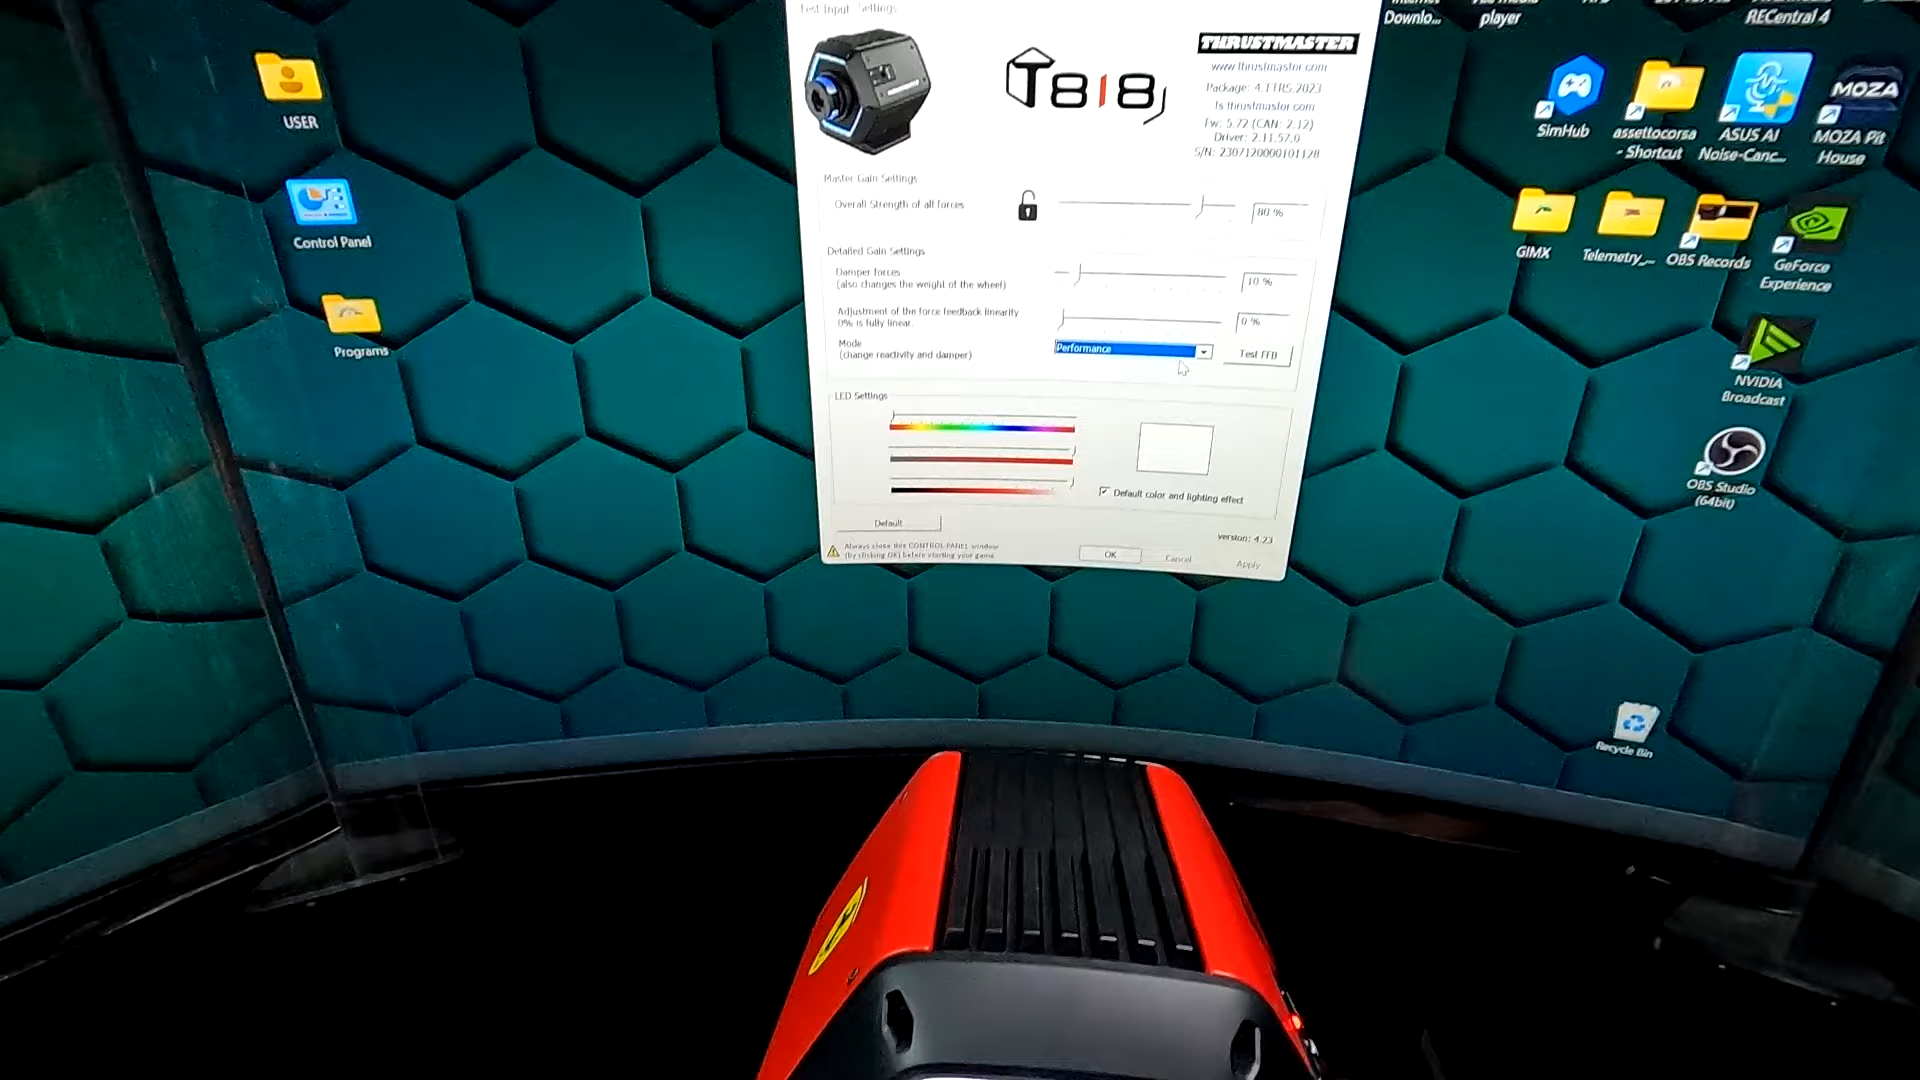 Test Input Settings
T818
THRUSTMASTER
www.thrustmaster.com
Package: 4.TTRS.2023
ts.thrustmaster.com
Fw: 5.72 (CAN: 2.12)
Driver: 2.11.57.0
S/N: 2307120000101128
Master Gain Settings
Overall Strength of all forces
80 %
Detailed Gain Settings
Damper forces
(also changes the weight of the wheel)
10 %
Adjustment of the force feedback linearity
0% is fully linear.
0 %
Mode
(change reactivity and damper)
Performance
Test FFB
LED Settings
Default color and lighting effect
Default
version: 4.23
Always close this CONTROL PANEL window
(by clicking OK) before starting your game.
OK
Cancel
Apply
USER
Control Panel
Programs
Downlo...
player
RECentral 4
SimHub
assettocorsa
- Shortcut
ASUS AI
Noise-Canc...
MOZA
MOZA Pit
House
GIMX
Telemetry_...
OBS Records
GeForce
Experience
NVIDIA
Broadcast
OBS Studio
(64bit)
Recycle Bin